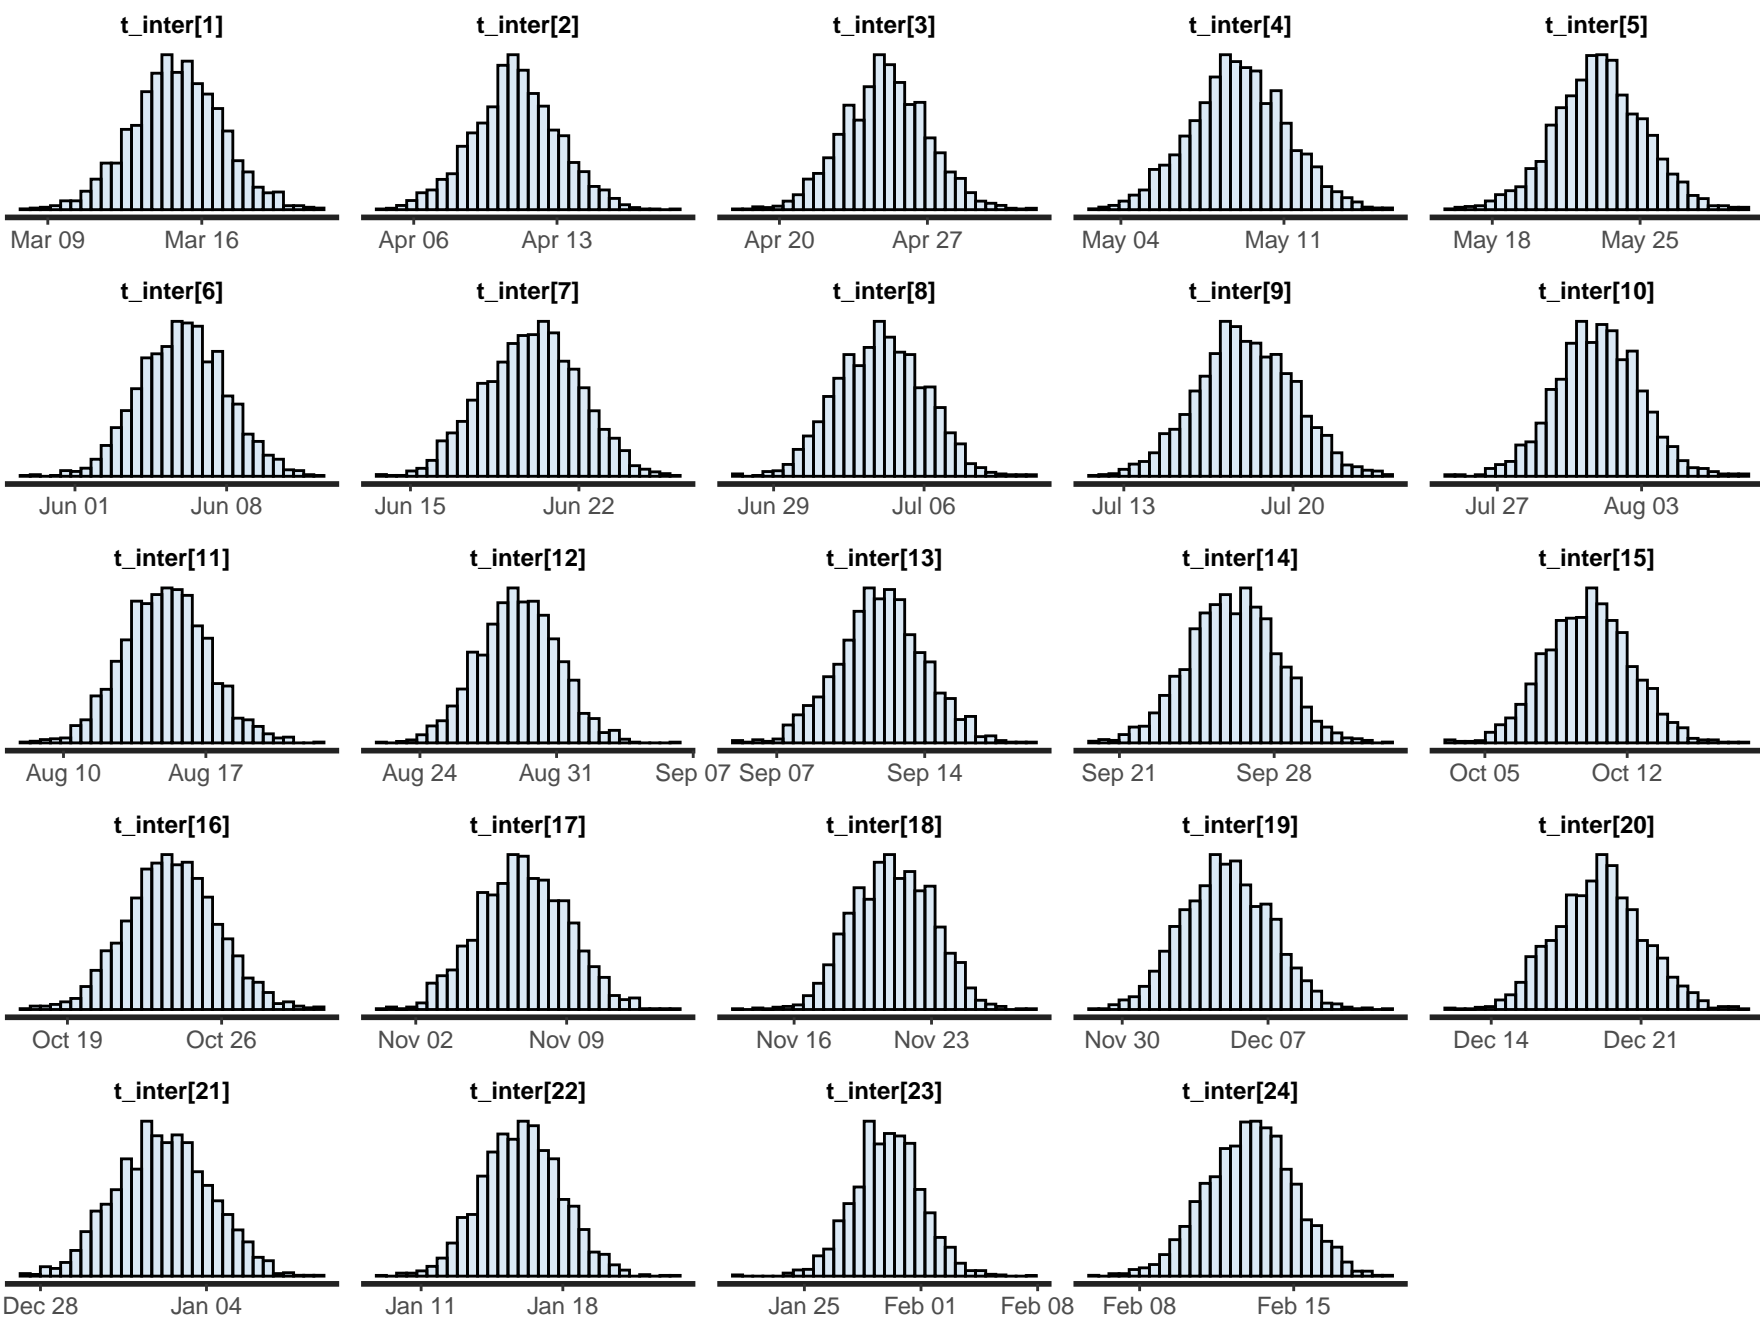 t_inter[1] t_inter[2] t_inter[3] t_inter[4] t_inter[5]
Mar 09 Mar 16 Apr 06 Apr 13 Apr 20 Apr 27 May 04 May 11 May 18 May 25
t_inter[6] t_inter[7] t_inter[8] t_inter[9] t_inter[10]
Jun 01 Jun 08 Jun 15 Jun 22 Jun 29 Jul 06 Jul 13 Jul 20 Jul 27 Aug 03
t_inter[11] t_inter[12] t_inter[13] t_inter[14] t_inter[15]
Aug 10 Aug 17 Aug 24 Aug 31 Sep 07 Sep 07 Sep 14 Sep 21 Sep 28 Oct 05 Oct 12
t_inter[16] t_inter[17] t_inter[18] t_inter[19] t_inter[20]
Oct 19 Oct 26 Nov 02 Nov 09 Nov 16 Nov 23 Nov 30 Dec 07 Dec 14 Dec 21
t_inter[21] t_inter[22] t_inter[23] t_inter[24]
Dec 28 Jan 04 Jan 11 Jan 18 Jan 25 Feb 01 Feb 08 Feb 08 Feb 15